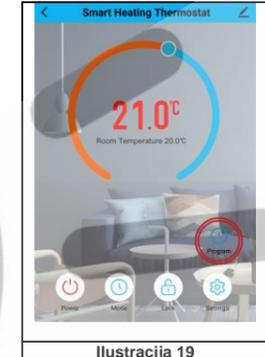 Smart Heating Thermostat
21.0°C
Room Temperature 20.0°C
Program
Power Mode Lock Settings
Ilustracija 19